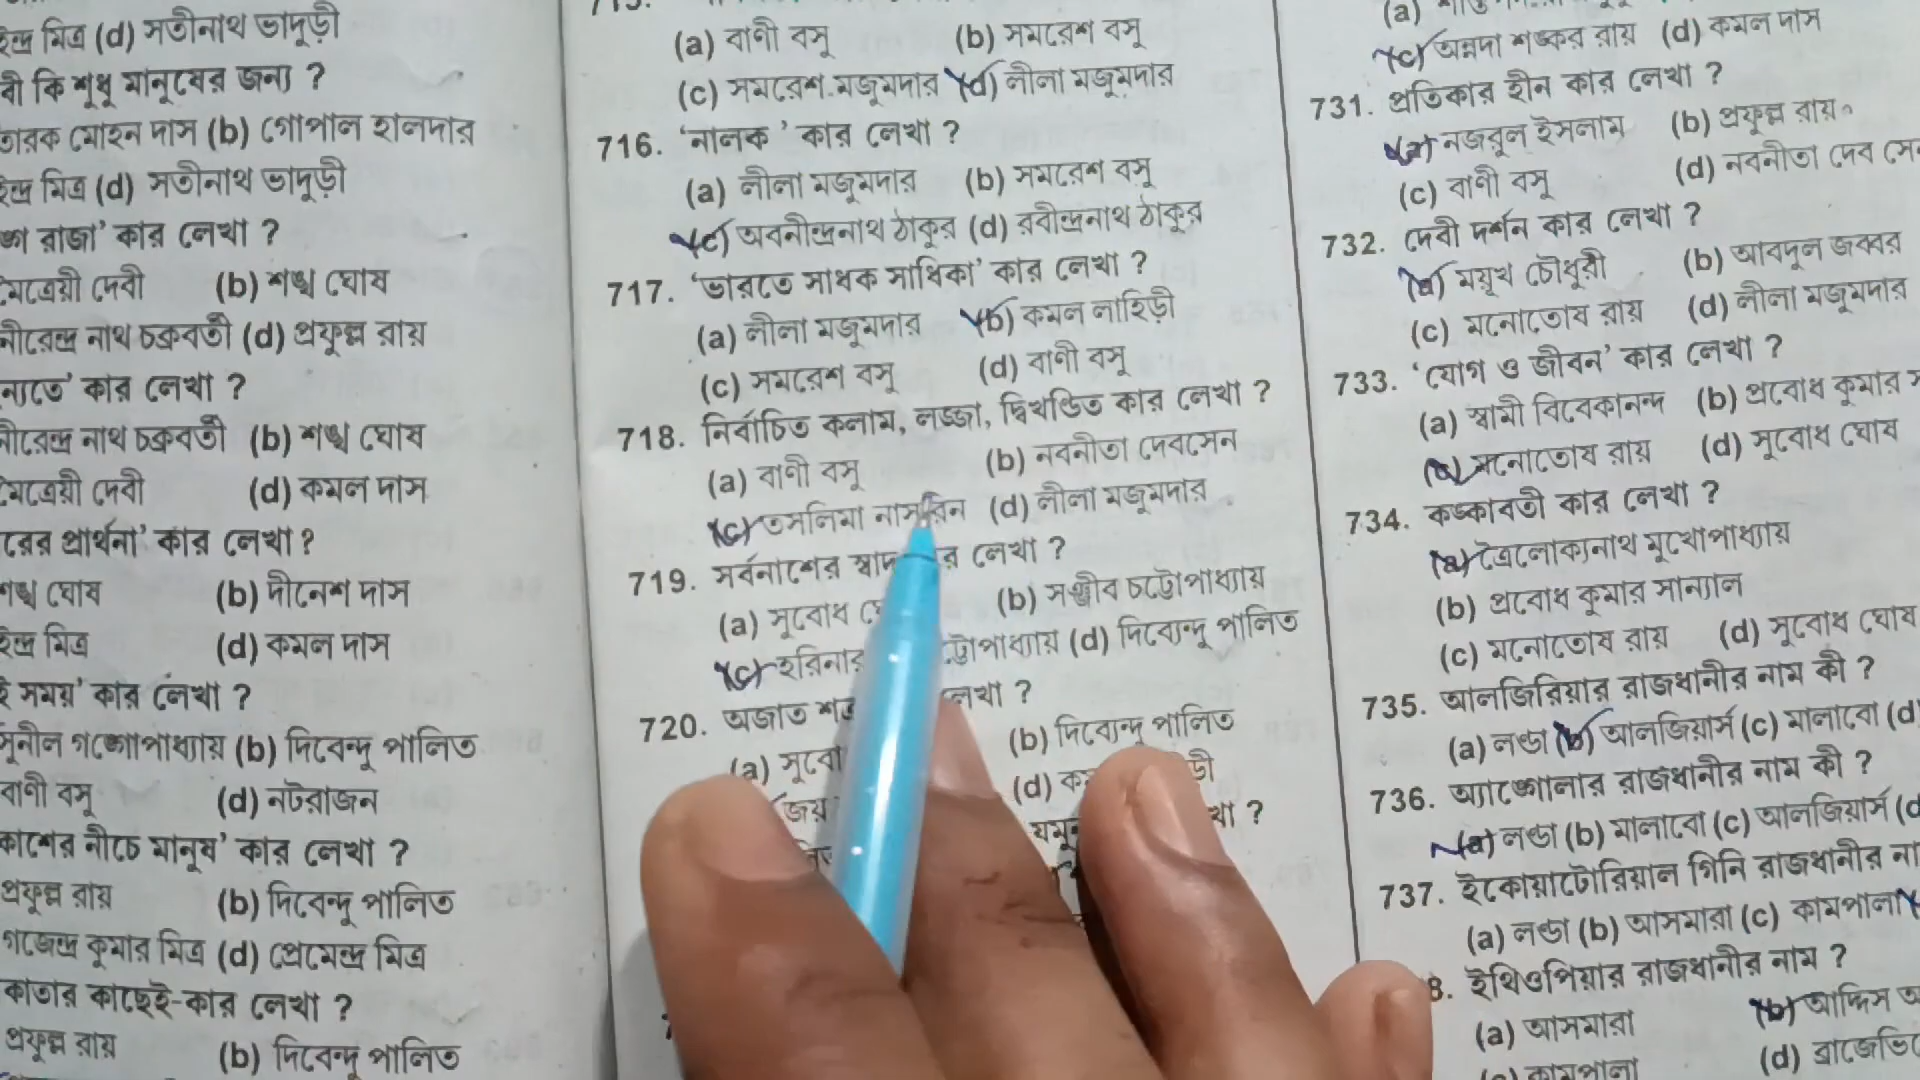 ইন্দ্র মিত্র (d) সতীনাথ ভাদুড়ী
বী কি শুধু মানুষের জন্য ?
তারক মোহন দাস (b) গোপাল হালদার
ইন্দ্র মিত্র (d) সতীনাথ ভাদুড়ী
রাজা' কার লেখা ?
মৈত্রেয়ী দেবী (b) শঙ্খ ঘোষ
নীরেন্দ্র নাথ চক্রবর্তী (d) প্রফুল্ল রায়
ন্যতে' কার লেখা ?
নীরেন্দ্র নাথ চক্রবর্তী (b) শঙ্খ ঘোষ
মৈত্রেয়ী দেবী (d) কমল দাস
রের প্রার্থনা' কার লেখা?
শঙ্খ ঘোষ (b) দীনেশ দাস
ইন্দ্র মিত্র (d) কমল দাস
ই সময়' কার লেখা ?
সুনীল গঙ্গোপাধ্যায় (b) দিবেন্দু পালিত
বাণী বসু (d) নটরাজন
কাশের নীচে মানুষ' কার লেখা ?
প্রফুল্ল রায় (b) দিবেন্দু পালিত
গজেন্দ্র কুমার মিত্র (d) প্রেমেন্দ্র মিত্র
কাতার কাছেই-কার লেখা ?
প্রফুল্ল রায় (b) দিবেন্দু পালিত
(a) বাণী বসু (b) সমরেশ বসু
(c) সমরেশ মজুমদার (d) লীলা মজুমদার
716. 'নালক ' কার লেখা ?
(a) লীলা মজুমদার (b) সমরেশ বসু
(c) অবনীন্দ্রনাথ ঠাকুর (d) রবীন্দ্রনাথ ঠাকুর
717. 'ভারতে সাধক সাধিকা' কার লেখা ?
(a) লীলা মজুমদার (b) কমল লাহিড়ী
(c) সমরেশ বসু (d) বাণী বসু
718. নির্বাচিত কলাম, লজ্জা, দ্বিখণ্ডিত কার লেখা ?
(a) বাণী বসু (b) নবনীতা দেবসেন
(c) তসলিমা নাসরিন (d) লীলা মজুমদার
719. সর্বনাশের স্বাদ র লেখা ?
(a) সুবোধ (b) সঞ্জীব চট্টোপাধ্যায়
(c) হরিনার ট্টোপাধ্যায় (d) দিব্যেন্দু পালিত
720. অজাত লেখা ?
(a) সুবো (b) দিব্যেন্দু পালিত
জয় (d) ড়ী
খা ?
(a)
(c) অন্নদা শঙ্কর রায় (d) কমল দাস
731. প্রতিকার হীন কার লেখা ?
(a) নজরুল ইসলাম (b) প্রফুল্ল রায়
(c) বাণী বসু (d) নবনীতা দেব সে
732. দেবী দর্শন কার লেখা ?
(a) ময়ূখ চৌধুরী (b) আবদুল জব্বর
(c) মনোতোষ রায় (d) লীলা মজুমদার
733. 'যোগ ও জীবন' কার লেখা ?
(a) স্বামী বিবেকানন্দ (b) প্রবোধ কুমার
মনোতোষ রায় (d) সুবোধ ঘোষ
734. কঙ্কাবতী কার লেখা ?
(a) ত্রৈলোক্যনাথ মুখোপাধ্যায়
(b) প্রবোধ কুমার সান্যাল
(c) মনোতোষ রায় (d) সুবোধ ঘোষ
735. আলজিরিয়ার রাজধানীর নাম কী ?
(a) লণ্ডা (b) আলজিয়ার্স (c) মালাবো (d)
736. অ্যাঙ্গোলার রাজধানীর নাম কী ?
(a) লণ্ডা (b) মালাবো (c) আলজিয়ার্স (d
737. ইকোয়াটোরিয়াল গিনি রাজধানীর না
(a) লণ্ডা (b) আসমারা (c) কামপালা
8. ইথিওপিয়ার রাজধানীর নাম ?
(a) আসমারা (b) আদ্দিস
কামপালা (d) ব্রাজেভি